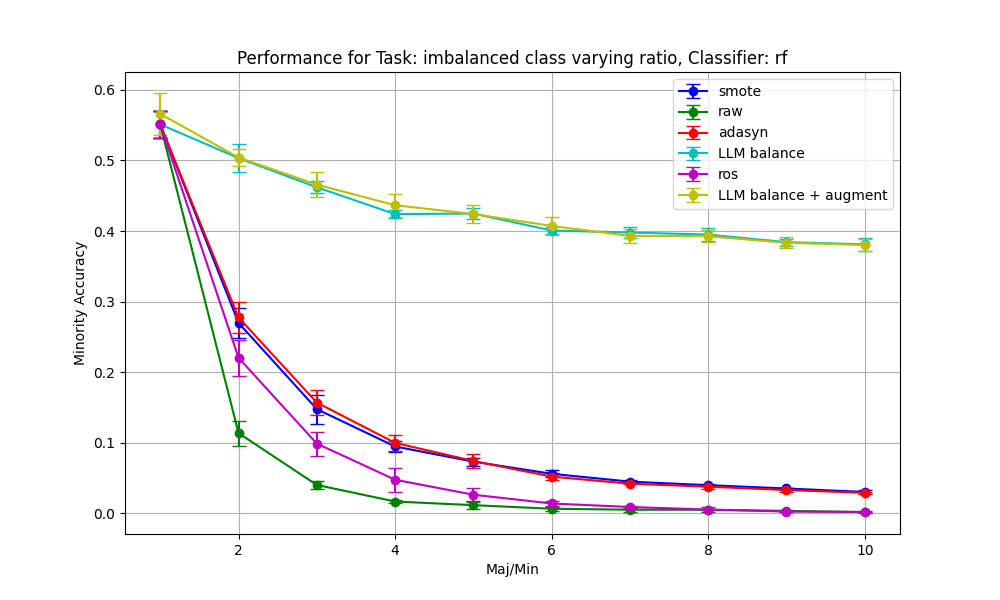 Performance for Task: imbalanced class varying ratio, Classifier: rf
smote
raw
adasyn
LLM balance
ros
LLM balance + augment
Minority Accuracy
0.6
0.5
0.4
0.3
0.2
0.1
0.0
2 4 6 8 10
Maj/Min